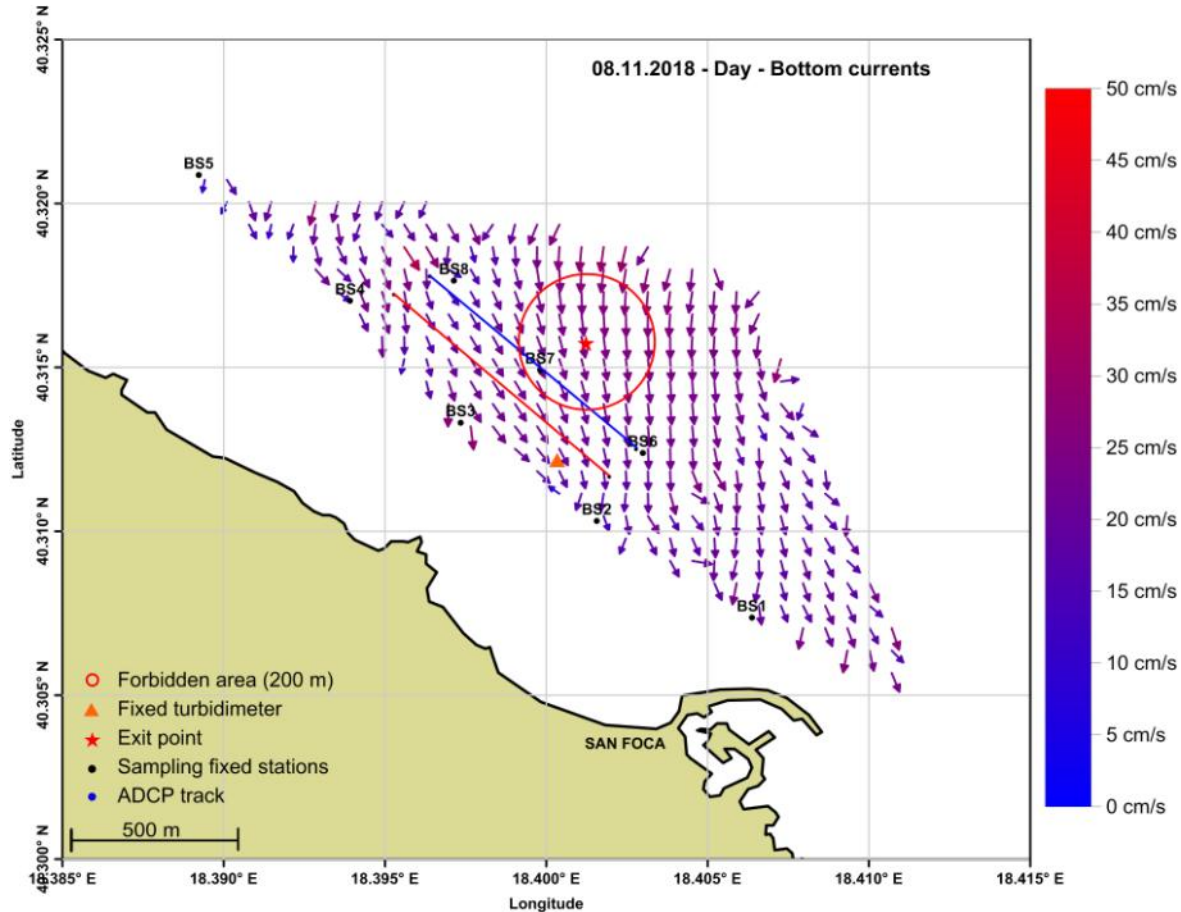 08.11.2018 - Day - Bottom currents
40.325° N
40.320° N
40.315° N
40.310° N
40.305° N
40.300° N
Latitude
BS5
BS8
BS4
BS7
BS3
BS6
BS2
BS1
SAN FOCA
Forbidden area (200 m)
Fixed turbidimeter
Exit point
Sampling fixed stations
ADCP track
500 m
18.385° E
18.390° E
18.395° E
18.400° E
18.405° E
18.410° E
18.415° E
Longitude
50 cm/s
45 cm/s
40 cm/s
35 cm/s
30 cm/s
25 cm/s
20 cm/s
15 cm/s
10 cm/s
5 cm/s
0 cm/s